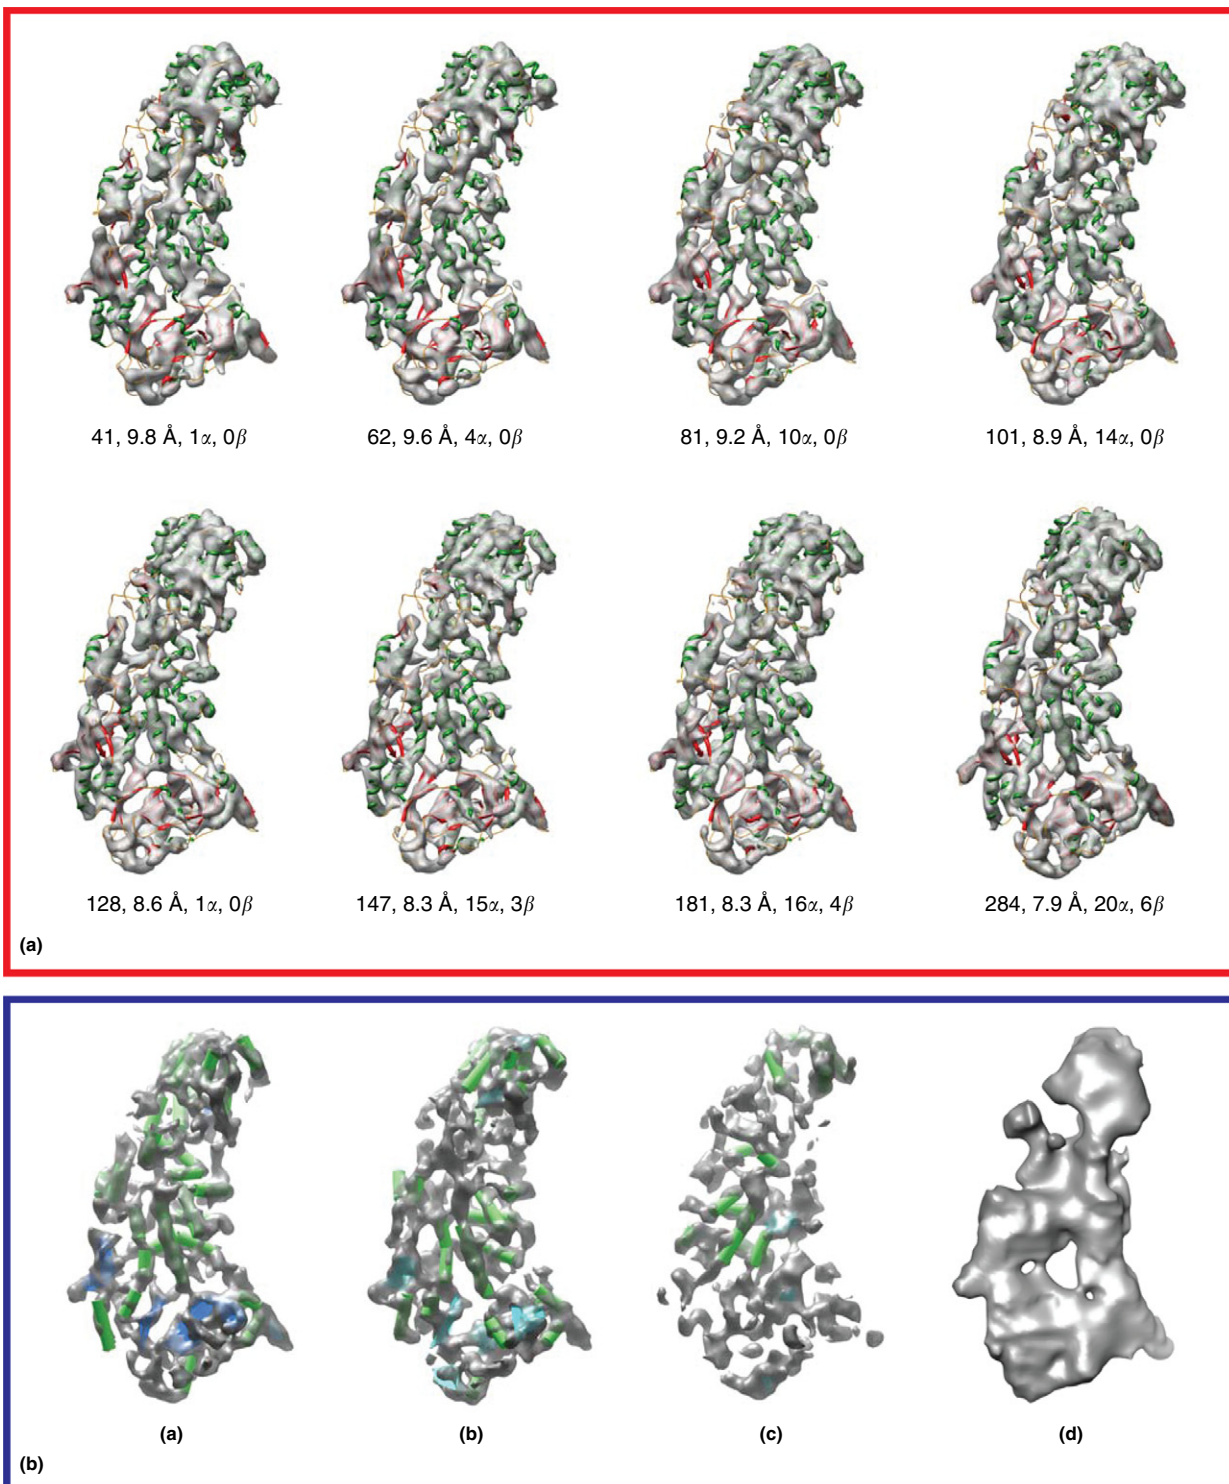 41, 9.8 Å, 1α, 0β 62, 9.6 Å, 4α, 0β 81, 9.2 Å, 10α, 0β 101, 8.9 Å, 14α, 0β
128, 8.6 Å, 1α, 0β 147, 8.3 Å, 15α, 3β 181, 8.3 Å, 16α, 4β 284, 7.9 Å, 20α, 6β
(a)
(a) (b) (c) (d)
(b)